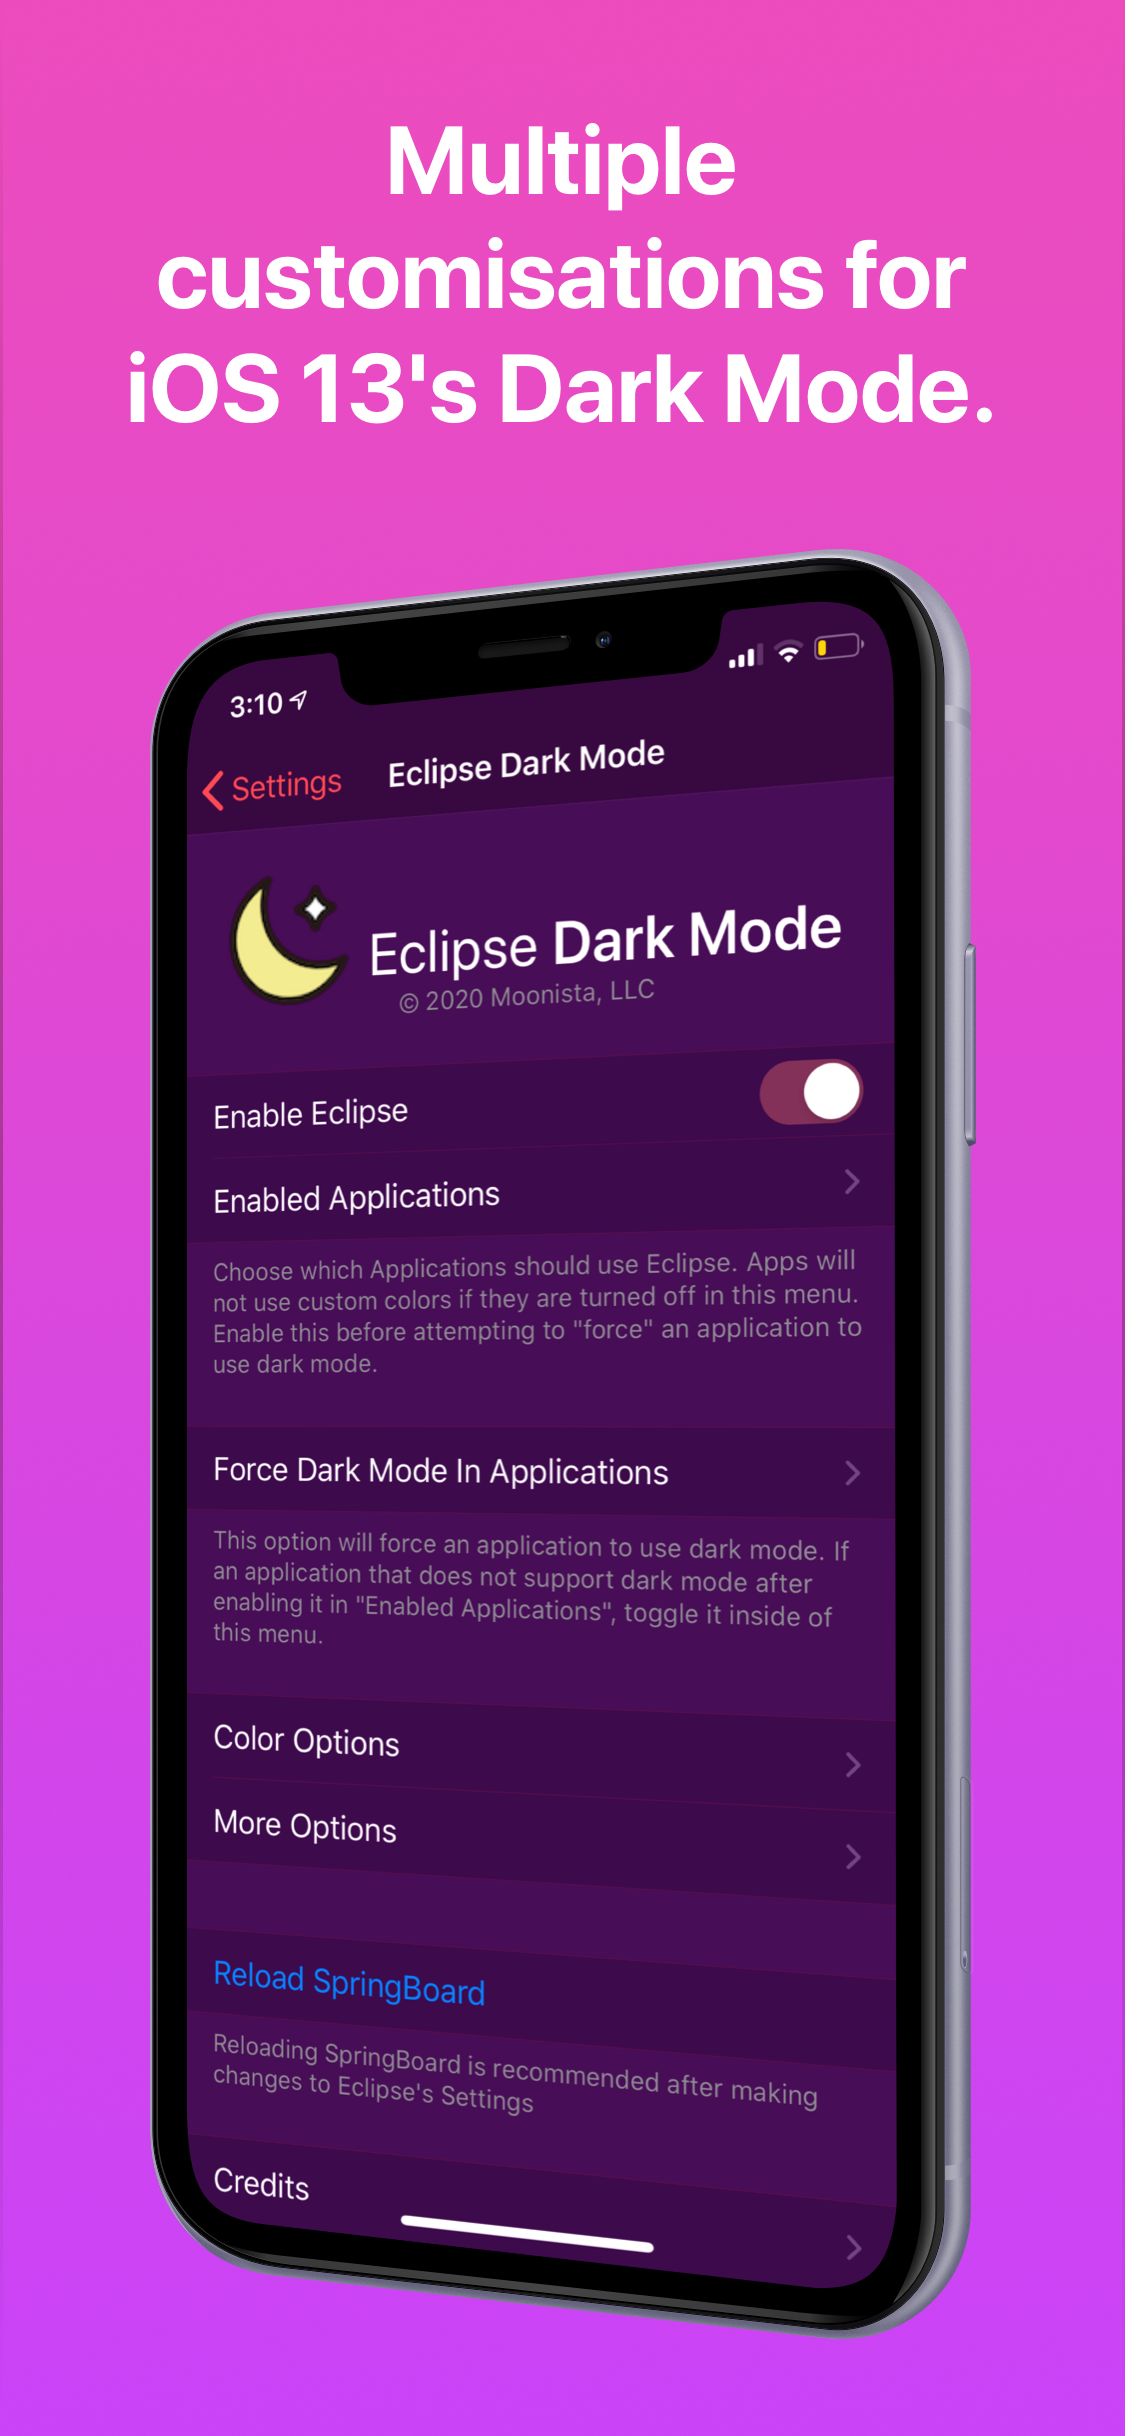 Multiple
customisations for
iOS 13's Dark Mode.
3:10
Settings
Eclipse Dark Mode
Eclipse Dark Mode
© 2020 Moonista, LLC
Enable Eclipse
Enabled Applications
Choose which Applications should use Eclipse. Apps will
not use custom colors if they are turned off in this menu.
Enable this before attempting to "force" an application to
use dark mode.
Force Dark Mode In Applications
This option will force an application to use dark mode. If
an application that does not support dark mode after
enabling it in "Enabled Applications", toggle it inside of
this menu.
Color Options
More Options
Reload SpringBoard
Reloading SpringBoard is recommended after making
changes to Eclipse's Settings
Credits